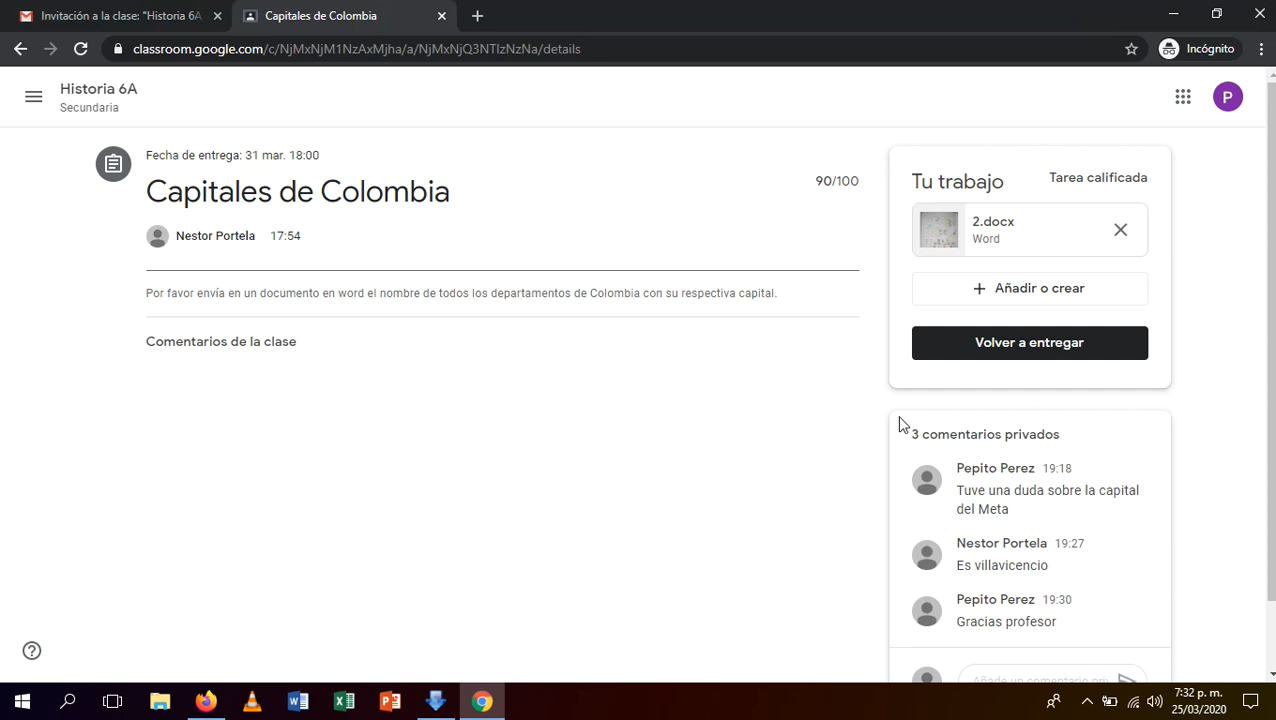 Invitación a la clase: "Historia 6A
Capitales de Colombia
classroom.google.com/c/NjMxNjM1NzAxMjha/a/NjMxNjQ3NTIzNzNa/details
Incógnito
Historia 6A
Secundaria
P
Fecha de entrega: 31 mar. 18:00
Capitales de Colombia
90/100
Nestor Portela 17:54
Por favor envía en un documento en word el nombre de todos los departamentos de Colombia con su respectiva capital.
Comentarios de la clase
Tu trabajo
Tarea calificada
2.docx
Word
+ Añadir o crear
Volver a entregar
3 comentarios privados
Pepito Perez 19:18
Tuve una duda sobre la capital
del Meta
Nestor Portela 19:27
Es villavicencio
Pepito Perez 19:30
Gracias profesor
Añade un comentario pri
7:32 p. m.
25/03/2020